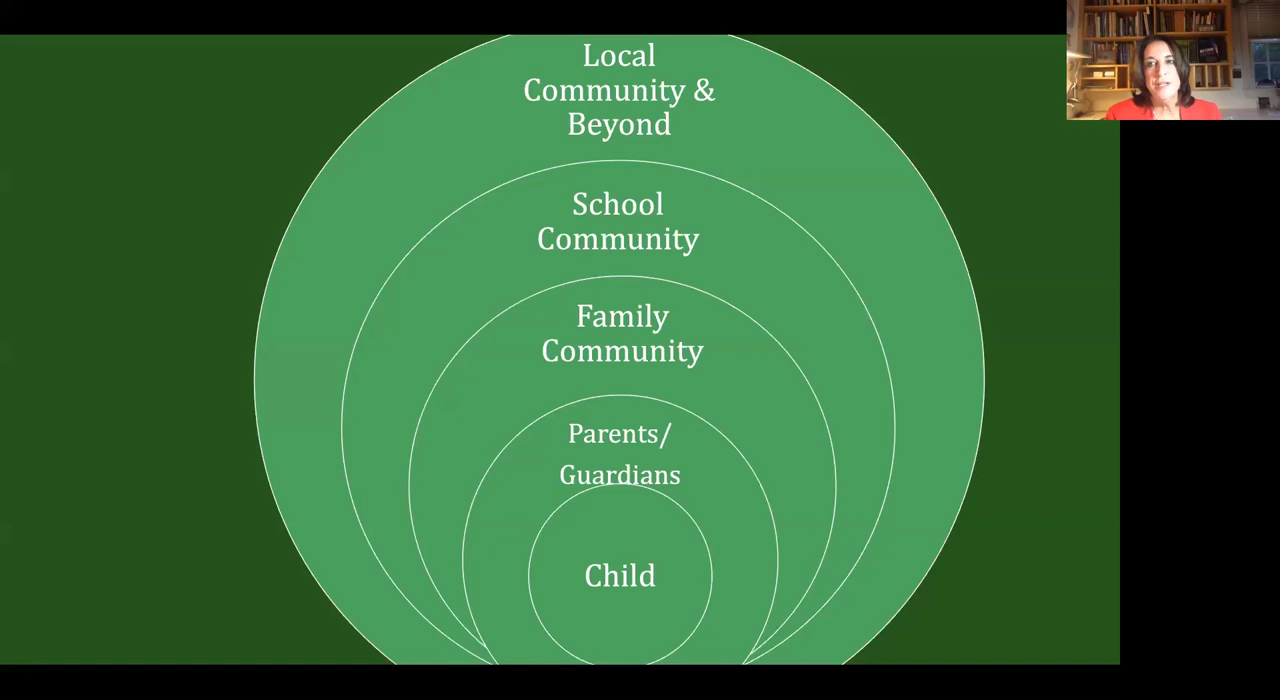 Local
Community &
Beyond
School
Community
Family
Community
Parents/
Guardians
Child